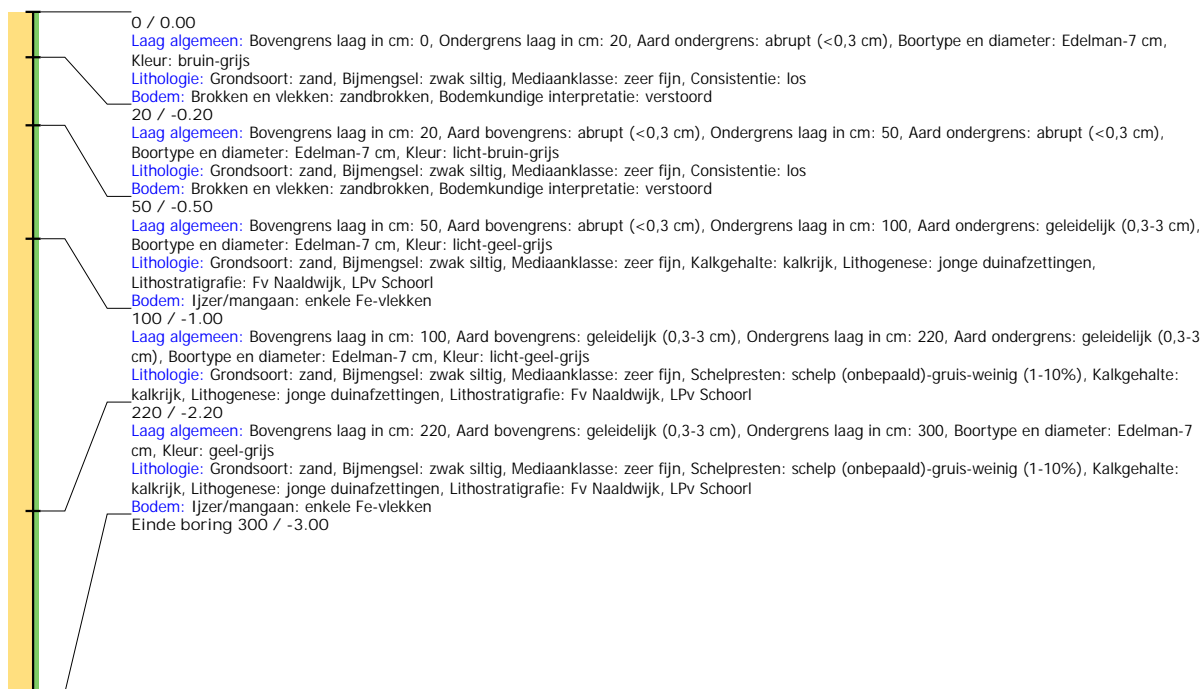 0 / 0.00
Laag algemeen: Bovengrens laag in cm: 0, Ondergrens laag in cm: 20, Aard ondergrens: abrupt (<0,3 cm), Boortype en diameter: Edelman-7 cm,
Kleur: bruin-grijs
Lithologie: Grondsoort: zand, Bijmengsel: zwak siltig, Mediaanklasse: zeer fijn, Consistentie: los
Bodem: Brokken en vlekken: zandbrokken, Bodemkundige interpretatie: verstoord
20 / -0.20
Laag algemeen: Bovengrens laag in cm: 20, Aard bovengrens: abrupt (<0,3 cm), Ondergrens laag in cm: 50, Aard ondergrens: abrupt (<0,3 cm),
Boortype en diameter: Edelman-7 cm, Kleur: licht-bruin-grijs
Lithologie: Grondsoort: zand, Bijmengsel: zwak siltig, Mediaanklasse: zeer fijn, Consistentie: los
Bodem: Brokken en vlekken: zandbrokken, Bodemkundige interpretatie: verstoord
50 / -0.50
Laag algemeen: Bovengrens laag in cm: 50, Aard bovengrens: abrupt (<0,3 cm), Ondergrens laag in cm: 100, Aard ondergrens: geleidelijk (0,3-3 cm),
Boortype en diameter: Edelman-7 cm, Kleur: licht-geel-grijs
Lithologie: Grondsoort: zand, Bijmengsel: zwak siltig, Mediaanklasse: zeer fijn, Kalkgehalte: kalkrijk, Lithogenese: jonge duinafzettingen,
Lithostratigrafie: Fv Naaldwijk, LPv Schoorl
Bodem: Ijzer/mangaan: enkele Fe-vlekken
100 / -1.00
Laag algemeen: Bovengrens laag in cm: 100, Aard bovengrens: geleidelijk (0,3-3 cm), Ondergrens laag in cm: 220, Aard ondergrens: geleidelijk (0,3-3
cm), Boortype en diameter: Edelman-7 cm, Kleur: licht-geel-grijs
Lithologie: Grondsoort: zand, Bijmengsel: zwak siltig, Mediaanklasse: zeer fijn, Schelpresten: schelp (onbepaald)-gruis-weinig (1-10%), Kalkgehalte:
kalkrijk, Lithogenese: jonge duinafzettingen, Lithostratigrafie: Fv Naaldwijk, LPv Schoorl
220 / -2.20
Laag algemeen: Bovengrens laag in cm: 220, Aard bovengrens: geleidelijk (0,3-3 cm), Ondergrens laag in cm: 300, Boortype en diameter: Edelman-7
cm, Kleur: geel-grijs
Lithologie: Grondsoort: zand, Bijmengsel: zwak siltig, Mediaanklasse: zeer fijn, Schelpresten: schelp (onbepaald)-gruis-weinig (1-10%), Kalkgehalte:
kalkrijk, Lithogenese: jonge duinafzettingen, Lithostratigrafie: Fv Naaldwijk, LPv Schoorl
Bodem: Ijzer/mangaan: enkele Fe-vlekken
Einde boring 300 / -3.00